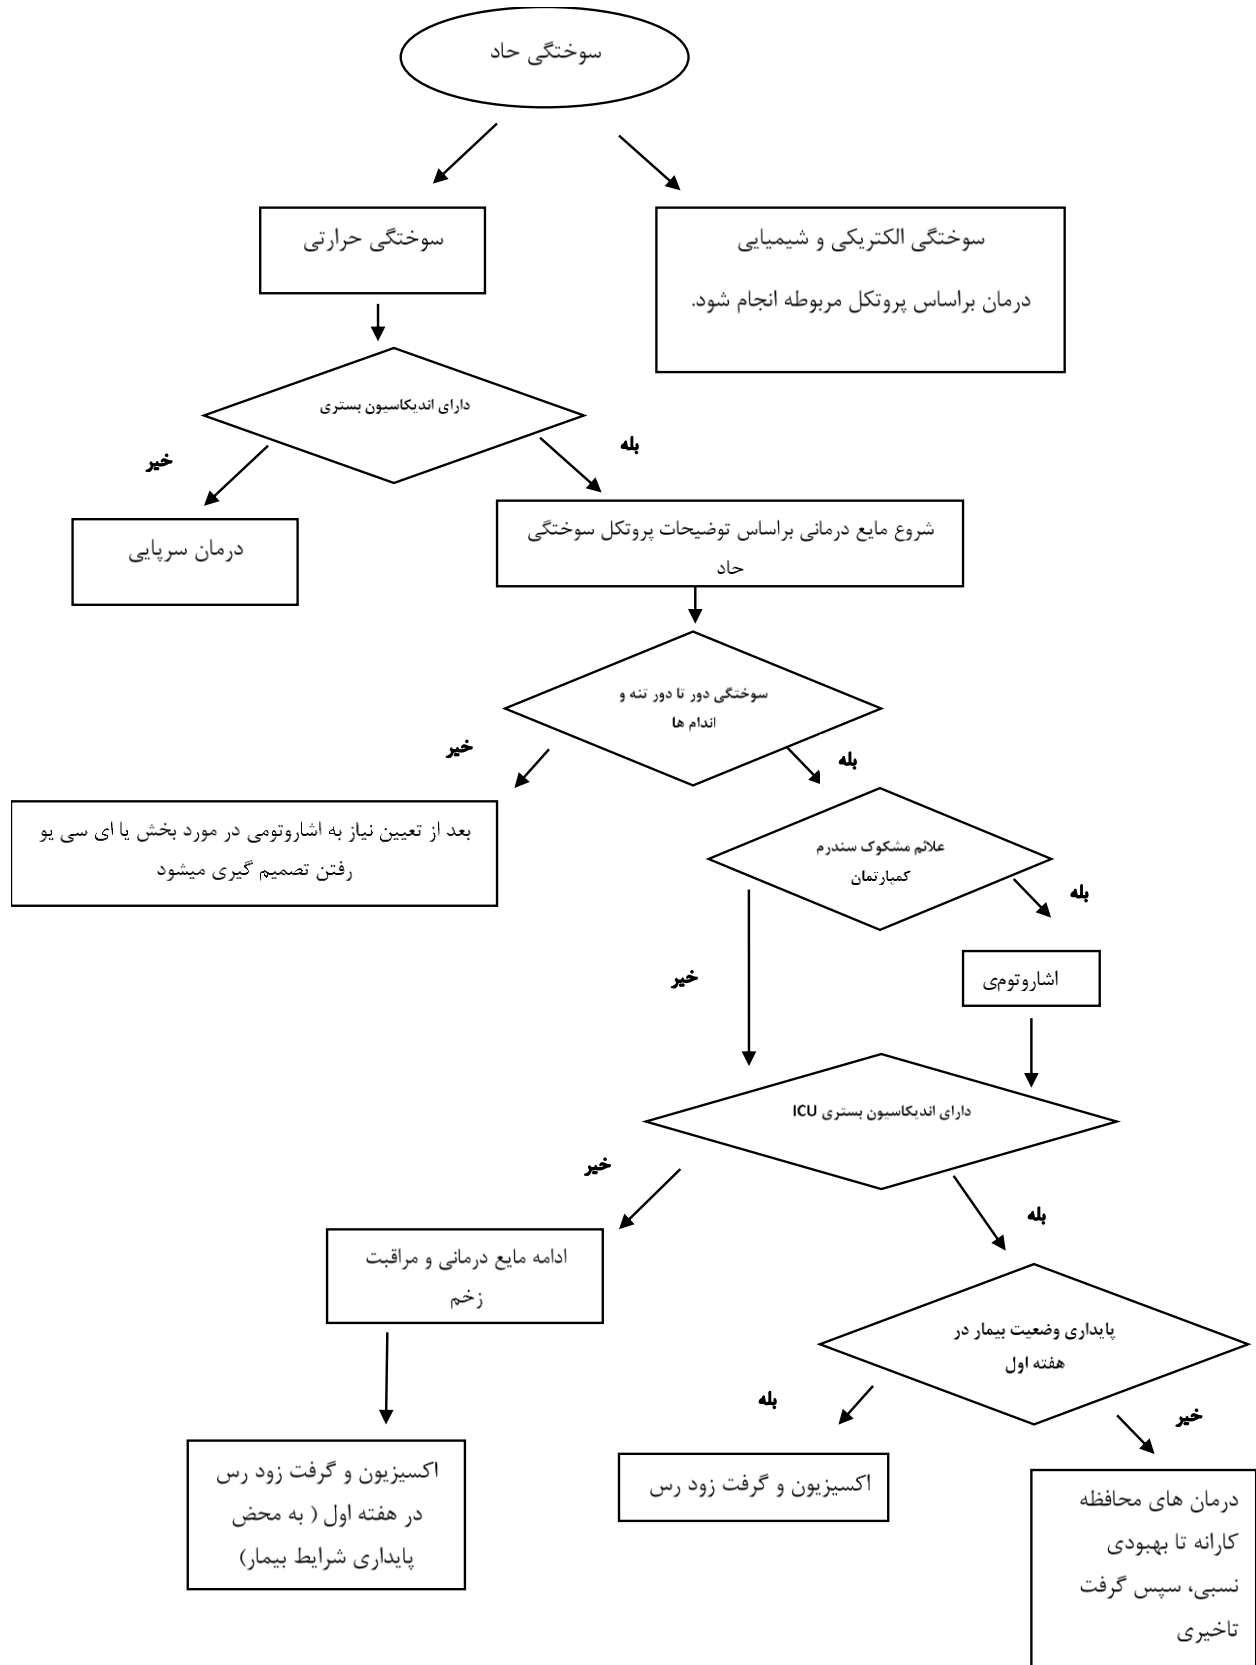 سوختگی حاد
سوختگی حرارتی
سوختگی الکتریکی و شیمیایی
درمان براساس پروتکل مربوطه انجام شود.
دارای اندیکاسیون بستری
خیر
بله
درمان سرپایی
شروع مایع درمانی براساس توضیحات پروتکل سوختگی
حاد
سوختگی دور تا دور تنه و
اندام ها
خیر
بله
بعد از تعیین نیاز به اشاروتومی در مورد بخش یا ای سی یو
رفتن تصمیم گیری میشود
علائم مشکوک سندرم
کمپارتمان
بله
خیر
اشاروتومی
دارای اندیکاسیون بستری ICU
خیر
بله
ادامه مایع درمانی و مراقبت
زخم
پایداری وضعیت بیمار در
هفته اول
بله
خیر
اکسیزیون و گرفت زود رس
در هفته اول ( به محض
پایداری شرایط بیمار)
اکسیزیون و گرفت زود رس
درمان های محافظه
کارانه تا بهبودی
نسبی، سپس گرفت
تاخیری